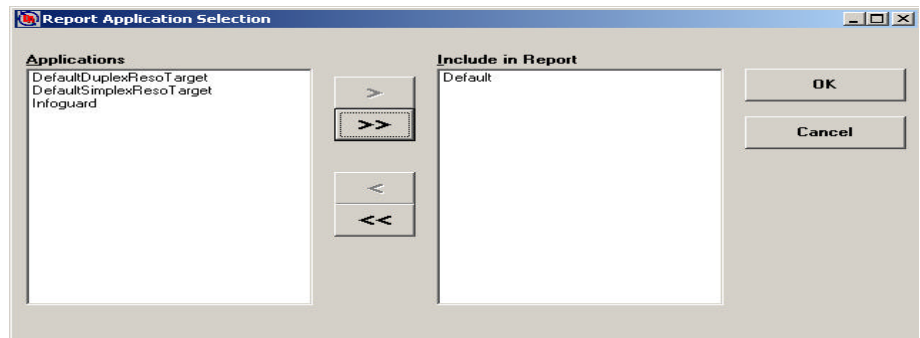 Report Application Selection
Applications
DefaultDuplexResoTarget
DefaultSimplexResoTarget
Infoguard
>
>>
<
<<
Include in Report
Default
OK
Cancel